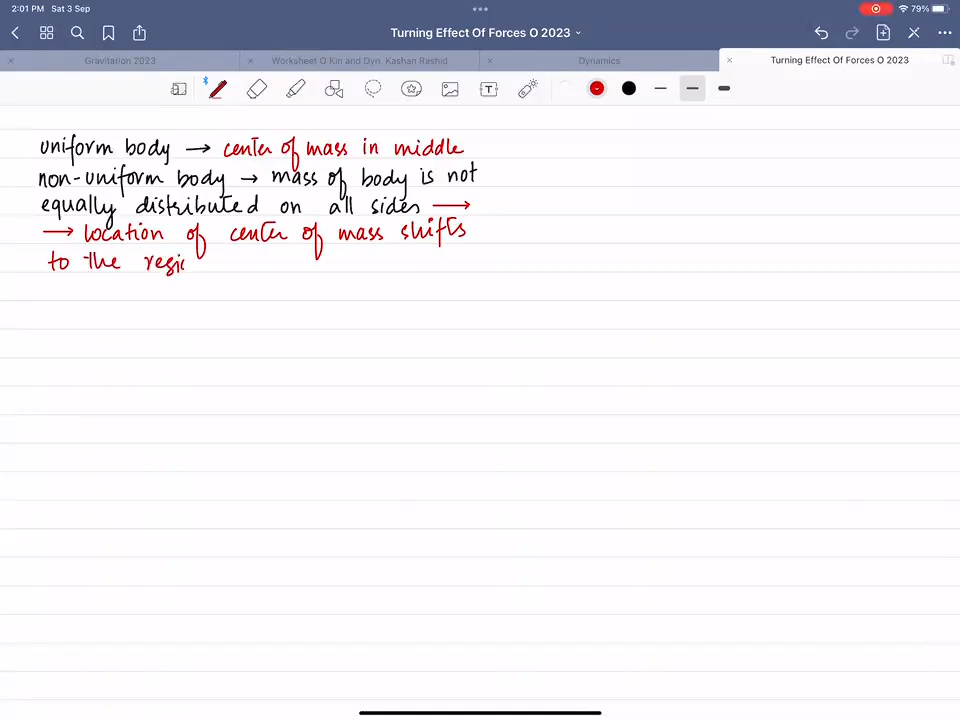 2:01 PM Sat 3 Sep
79%
Turning Effect Of Forces O 2023
Gravitation 2023
Worksheet O Kin and Dyn. Kashan Rashid
Dynamics
Turning Effect Of Forces O 2023
uniform body → center of mass in middle
non-uniform body → mass of body is not
equally distributed on all sides →
→ location of center of mass shifts
to the regi